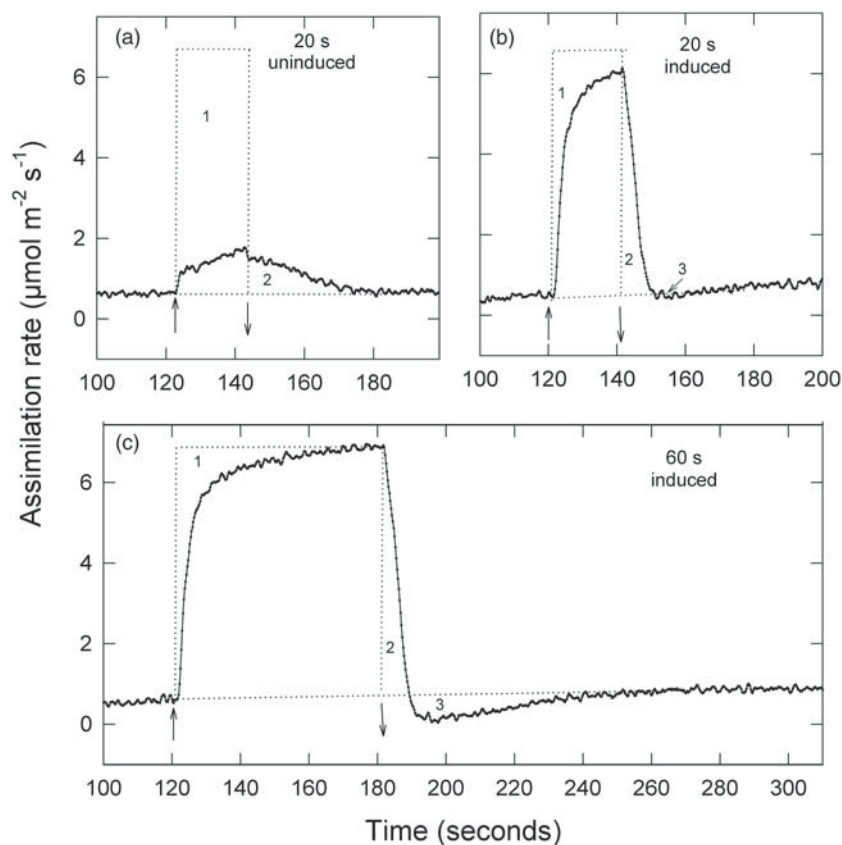 (a)
20 s
uninduced
6
4
2
0
1
2
100 120 140 160 180
(b)
20 s
induced
1
2
3
100 120 140 160 180 200
Assimilation rate (µmol m⁻² s⁻¹)
(c)
60 s
induced
6
4
2
0
1
2
3
100 120 140 160 180 200 220 240 260 280 300
Time (seconds)